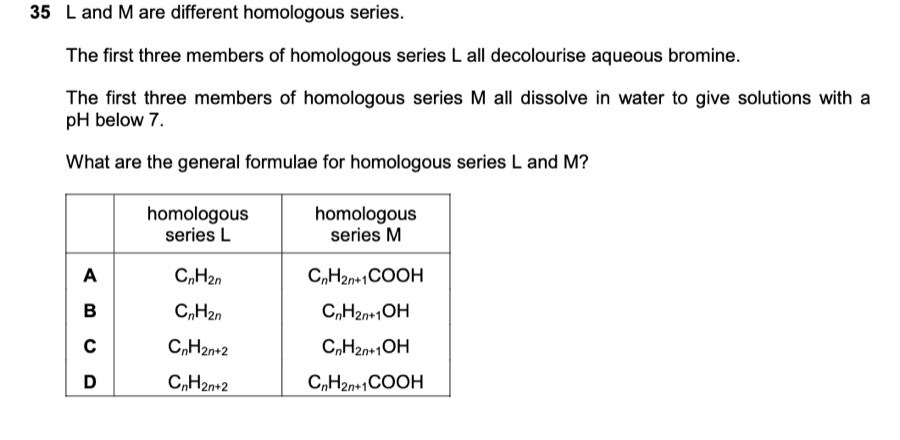 35 L and M are different homologous series.
The first three members of homologous series L all decolourise aqueous bromine.
The first three members of homologous series M all dissolve in water to give solutions with a
pH below 7.
What are the general formulae for homologous series L and M?
homologous series L homologous series M
A CₙH₂ₙ CₙH₂ₙ₊₁COOH
B CₙH₂ₙ CₙH₂ₙ₊₁OH
C CₙH₂ₙ₊₂ CₙH₂ₙ₊₁OH
D CₙH₂ₙ₊₂ CₙH₂ₙ₊₁COOH